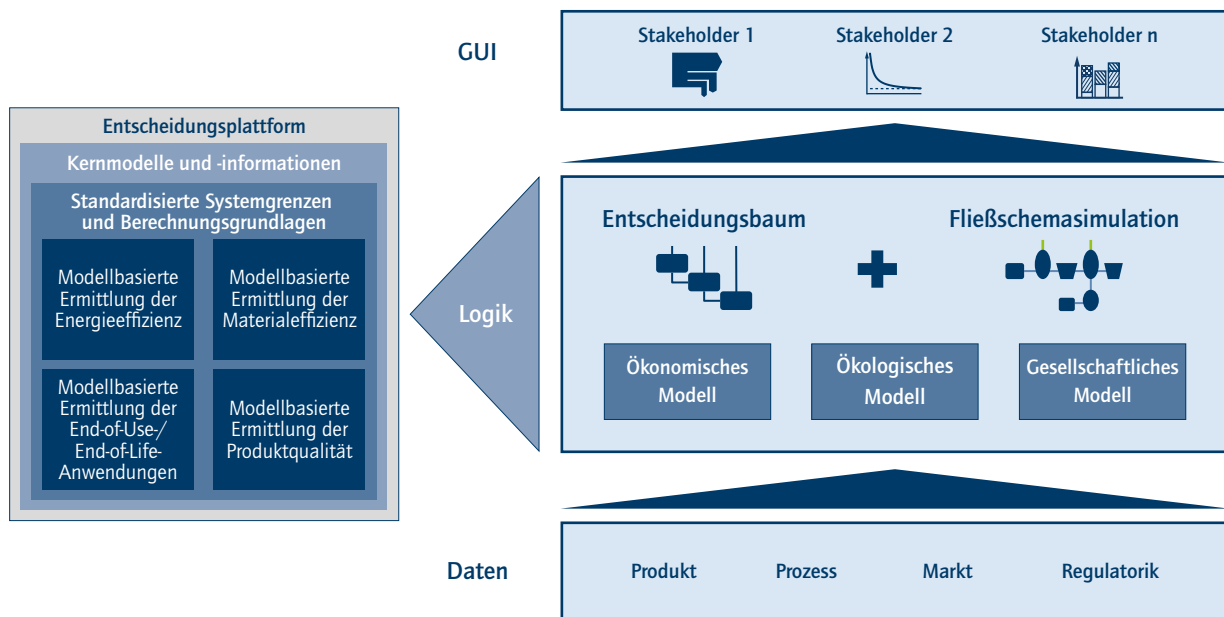 GUI
Stakeholder 1
Stakeholder 2
Stakeholder n
Entscheidungsplattform
Kernmodelle und -informationen
Standardisierte Systemgrenzen
und Berechnungsgrundlagen
Modellbasierte
Ermittlung der
Energieeffizienz
Modellbasierte
Ermittlung der
Materialeffizienz
Modellbasierte
Ermittlung der
End-of-Use-/
End-of-Life-
Anwendungen
Modellbasierte
Ermittlung der
Produktqualität
Logik
Entscheidungsbaum
Fließschemasimulation
Ökonomisches
Modell
Ökologisches
Modell
Gesellschaftliches
Modell
Daten
Produkt
Prozess
Markt
Regulatorik